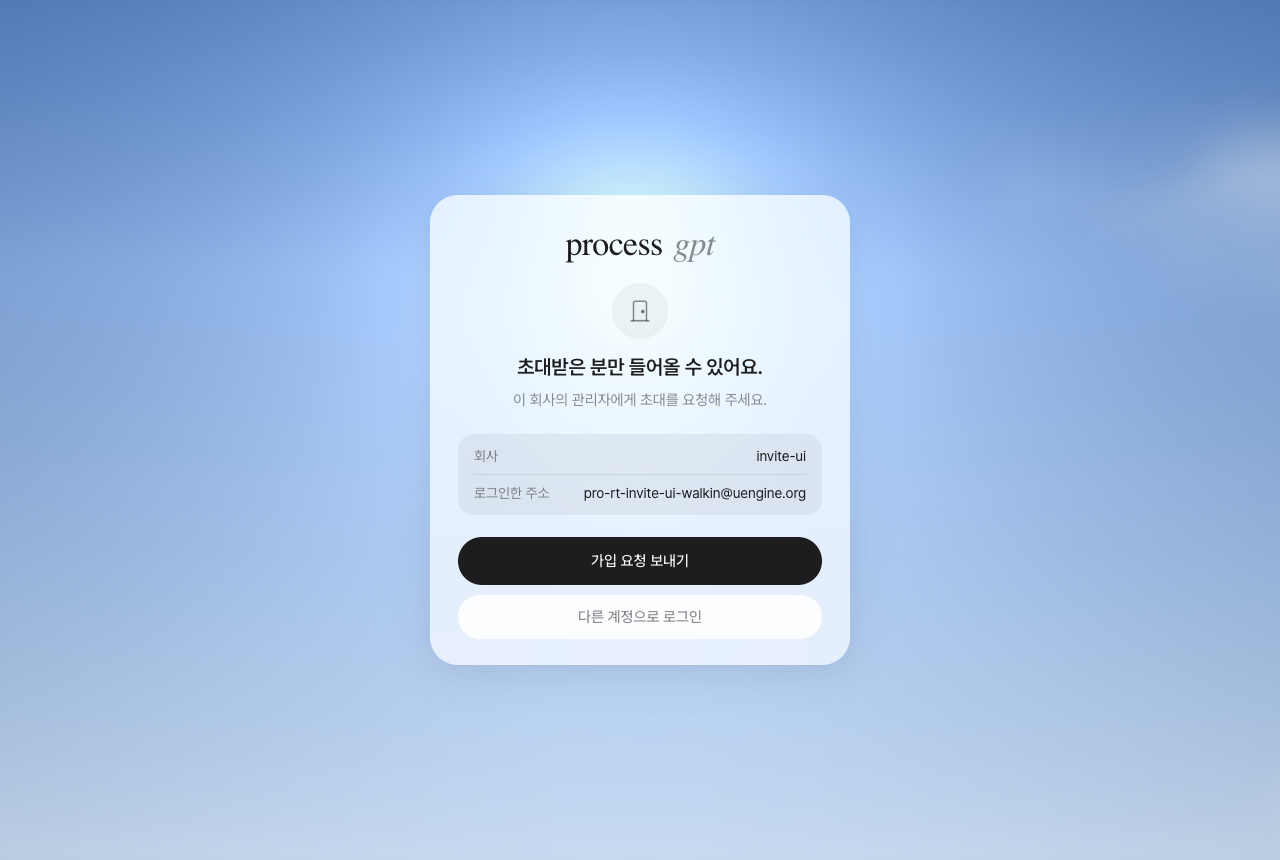 process gpt
초대받은 분만 들어올 수 있어요.
이 회사의 관리자에게 초대를 요청해 주세요.
회사 invite-ui
로그인한 주소 pro-rt-invite-ui-walkin@uengine.org
가입 요청 보내기
다른 계정으로 로그인